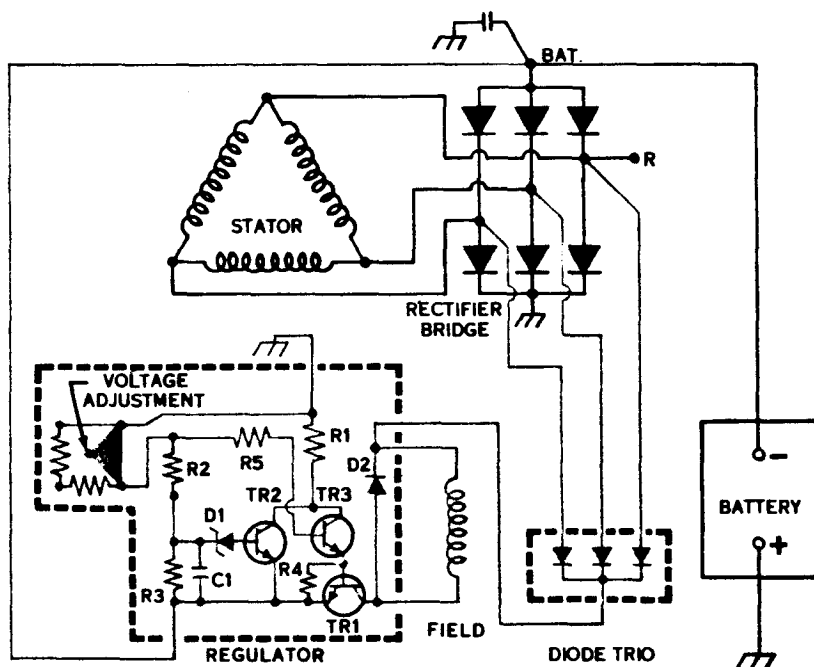 BAT.
R
STATOR
RECTIFIER
BRIDGE
VOLTAGE
ADJUSTMENT
R1
R2
R5
D2
TR2
TR3
D1
-
BATTERY
+
R3
C1
R4
TR1
FIELD
REGULATOR
DIODE TRIO